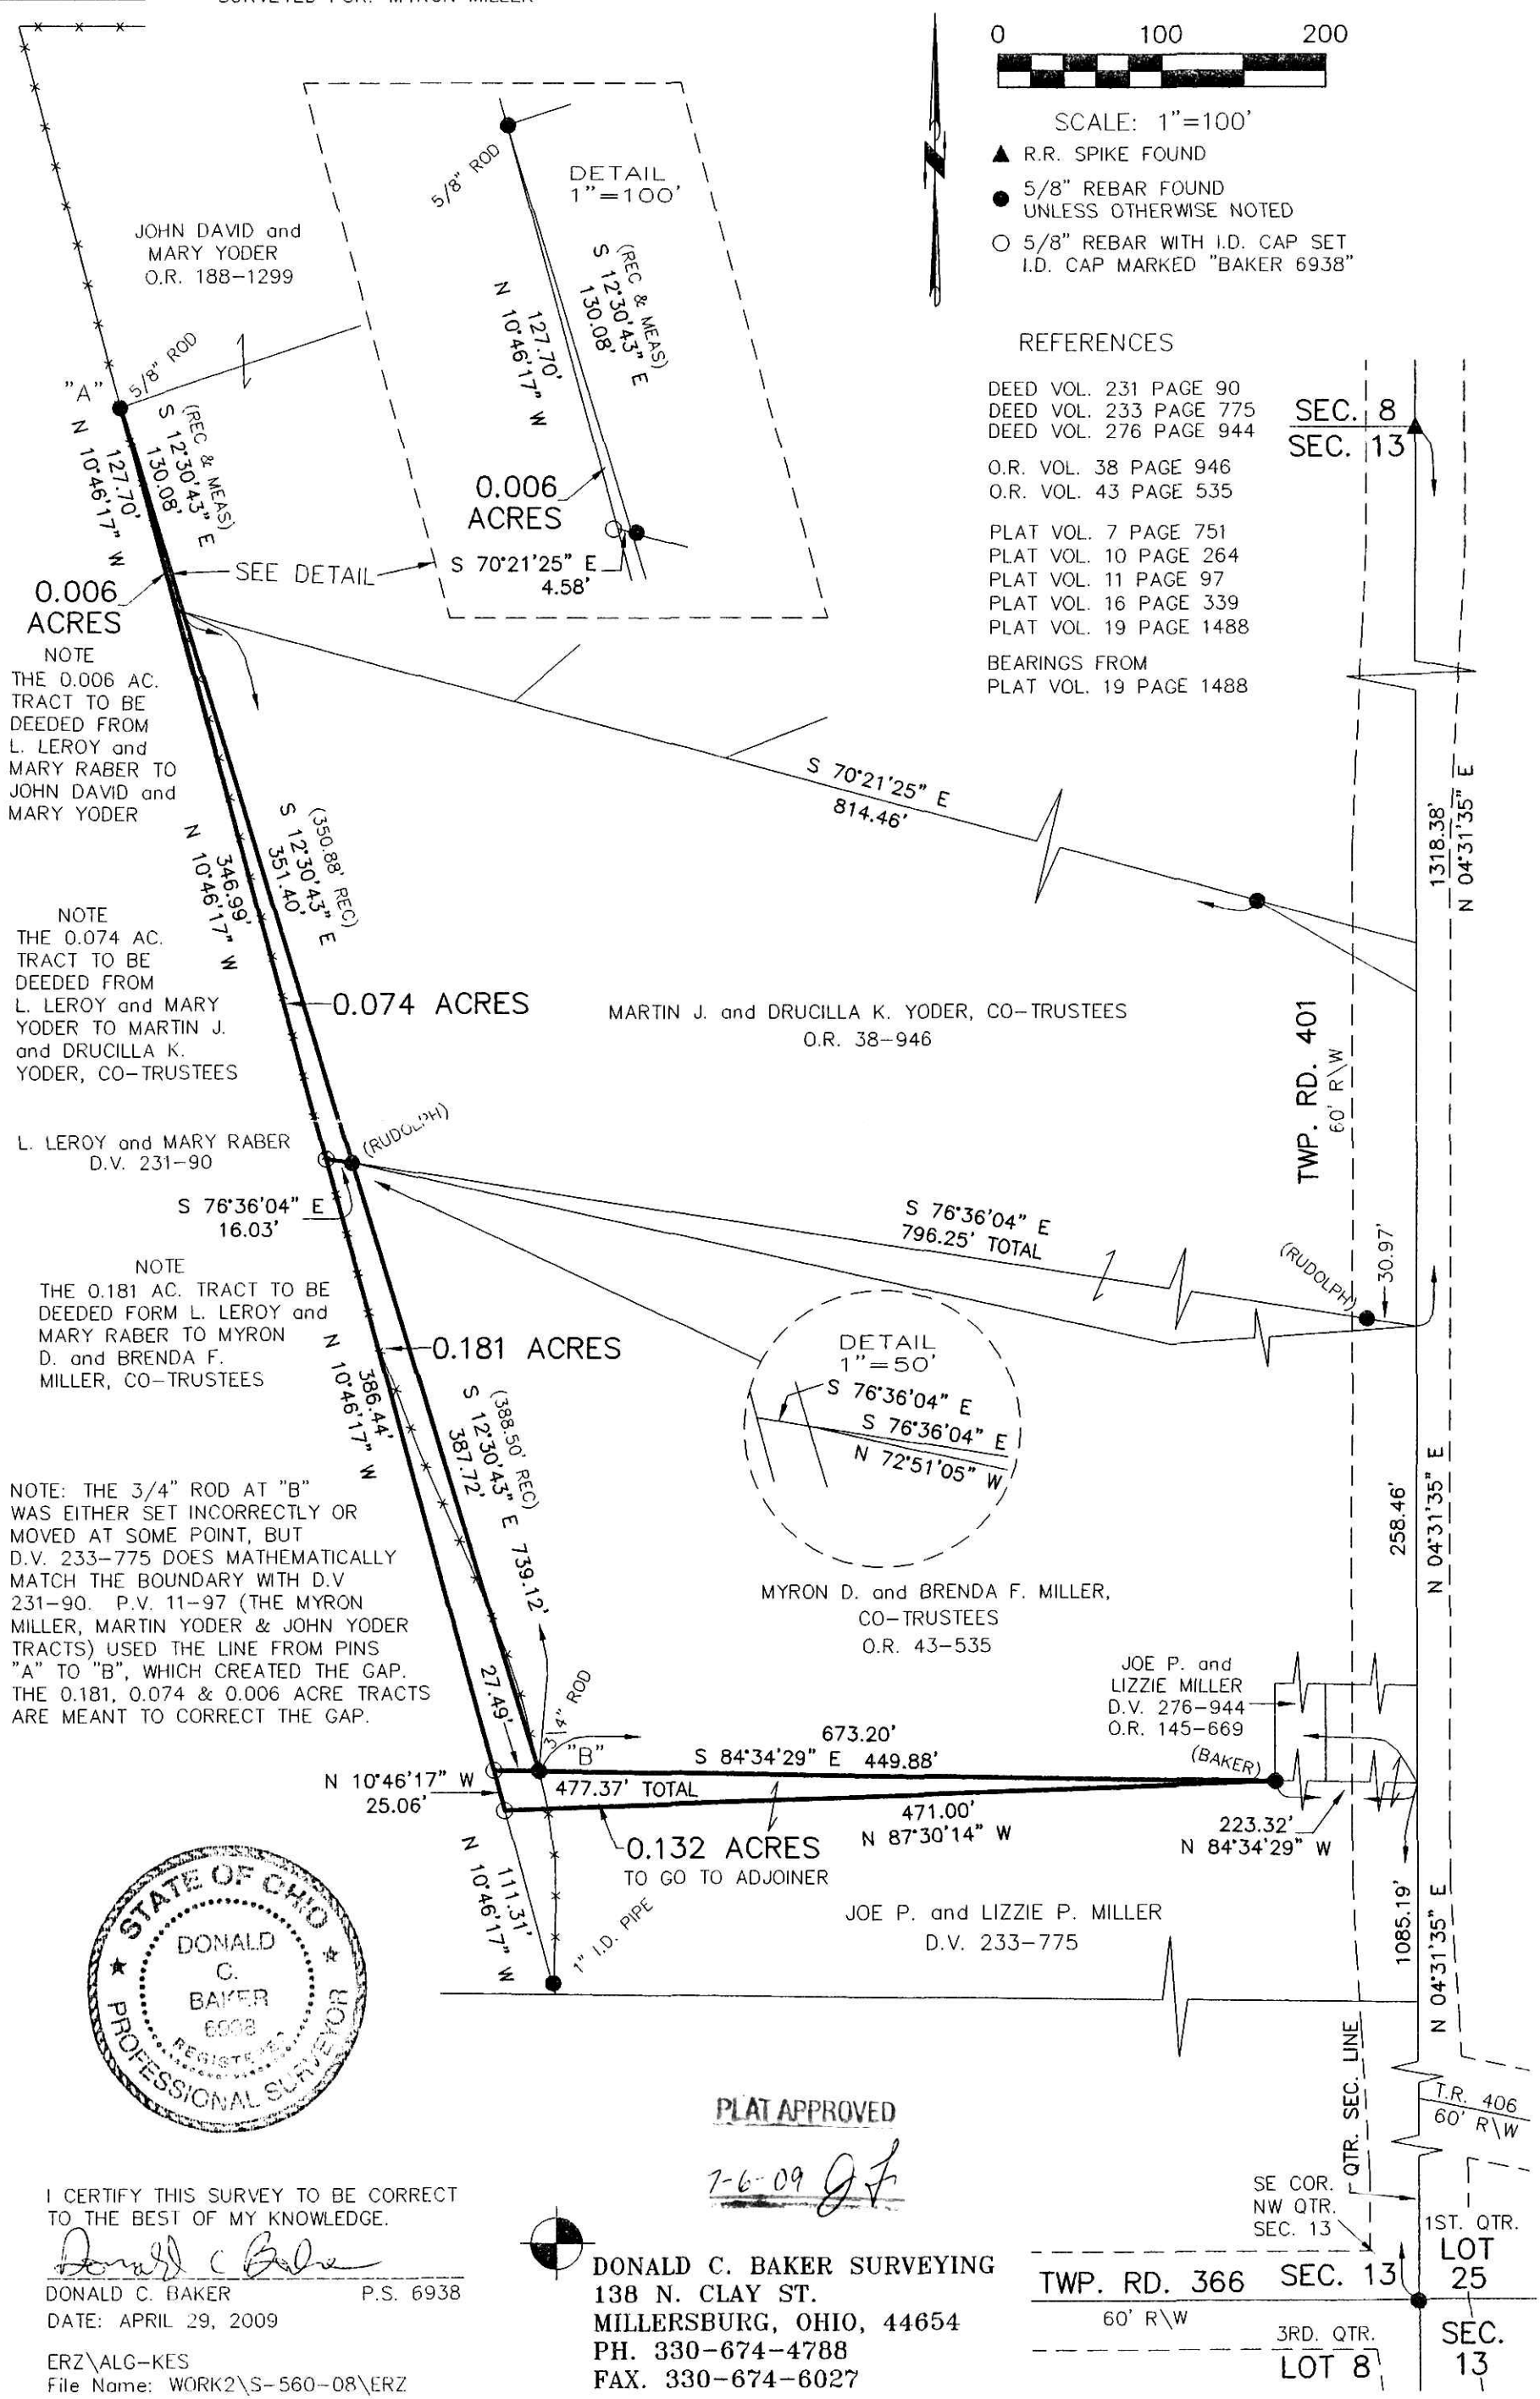 0 100 200
SCALE: 1"=100'
▲ R.R. SPIKE FOUND
● 5/8" REBAR FOUND
UNLESS OTHERWISE NOTED
○ 5/8" REBAR WITH I.D. CAP SET
I.D. CAP MARKED "BAKER 6938"
REFERENCES
DEED VOL. 231 PAGE 90
DEED VOL. 233 PAGE 775
DEED VOL. 276 PAGE 944
O.R. VOL. 38 PAGE 946
O.R. VOL. 43 PAGE 535
PLAT VOL. 7 PAGE 751
PLAT VOL. 10 PAGE 264
PLAT VOL. 11 PAGE 97
PLAT VOL. 16 PAGE 339
PLAT VOL. 19 PAGE 1488
BEARINGS FROM
PLAT VOL. 19 PAGE 1488
SEC. 8
SEC. 13
JOHN DAVID and
MARY YODER
O.R. 188-1299
"A"
5/8" ROD
(REC & MEAS)
S 12°30'43" E
130.08'
127.70'
N 10°46'17" W
5/8" ROD
DETAIL
1"=100'
(REC & MEAS)
S 12°30'43" E
130.08'
127.70'
N 10°46'17" W
0.006
ACRES
S 70°21'25" E
4.58'
SEE DETAIL
0.006
ACRES
NOTE
THE 0.006 AC.
TRACT TO BE
DEEDED FROM
L. LEROY and
MARY RABER TO
JOHN DAVID and
MARY YODER
S 70°21'25" E
814.46'
1318.38'
N 04°31'35" E
(350.88' REC)
S 12°30'43" E
351.40'
346.99'
N 10°46'17" W
NOTE
THE 0.074 AC.
TRACT TO BE
DEEDED FROM
L. LEROY and MARY
YODER TO MARTIN J.
and DRUCILLA K.
YODER, CO-TRUSTEES
0.074 ACRES
MARTIN J. and DRUCILLA K. YODER, CO-TRUSTEES
O.R. 38-946
TWP. RD. 401
60' R\W
L. LEROY and MARY RABER
D.V. 231-90
(RUDOLPH)
S 76°36'04" E
16.03'
S 76°36'04" E
796.25' TOTAL
(RUDOLPH)
30.97'
NOTE
THE 0.181 AC. TRACT TO BE
DEEDED FORM L. LEROY and
MARY RABER TO MYRON
D. and BRENDA F.
MILLER, CO-TRUSTEES
0.181 ACRES
386.44'
N 10°46'17" W
(388.50' REC)
S 12°30'43" E 739.12'
387.72'
DETAIL
1"=50'
S 76°36'04" E
S 76°36'04" E
N 72°51'05" W
258.46'
N 04°31'35" E
NOTE: THE 3/4" ROD AT "B"
WAS EITHER SET INCORRECTLY OR
MOVED AT SOME POINT, BUT
D.V. 233-775 DOES MATHEMATICALLY
MATCH THE BOUNDARY WITH D.V
231-90. P.V. 11-97 (THE MYRON
MILLER, MARTIN YODER & JOHN YODER
TRACTS) USED THE LINE FROM PINS
"A" TO "B", WHICH CREATED THE GAP.
THE 0.181, 0.074 & 0.006 ACRE TRACTS
ARE MEANT TO CORRECT THE GAP.
MYRON D. and BRENDA F. MILLER,
CO-TRUSTEES
O.R. 43-535
JOE P. and
LIZZIE MILLER
D.V. 276-944
O.R. 145-669
(BAKER)
27.49'
3/4" ROD
"B"
673.20'
S 84°34'29" E 449.88'
477.37' TOTAL
N 10°46'17" W
25.06'
471.00'
N 87°30'14" W
223.32'
N 84°34'29" W
0.132 ACRES
TO GO TO ADJOINER
111.31'
N 10°46'17" W
1" I.D. PIPE
JOE P. and LIZZIE P. MILLER
D.V. 233-775
1085.19'
N 04°31'35" E
STATE OF OHIO
DONALD
C.
BAKER
6938
REGISTERED
PROFESSIONAL SURVEYOR
PLAT APPROVED
7-6-09
QTR. SEC. LINE
T.R. 406
60' R\W
I CERTIFY THIS SURVEY TO BE CORRECT
TO THE BEST OF MY KNOWLEDGE.
Donald C Baker
DONALD C. BAKER P.S. 6938
DATE: APRIL 29, 2009
ERZ\ALG-KES
File Name: WORK2\S-560-08\ERZ
DONALD C. BAKER SURVEYING
138 N. CLAY ST.
MILLERSBURG, OHIO, 44654
PH. 330-674-4788
FAX. 330-674-6027
SE COR.
NW QTR.
SEC. 13
1ST. QTR.
LOT
25
TWP. RD. 366 SEC. 13
60' R\W
3RD. QTR.
LOT 8
SEC.
13